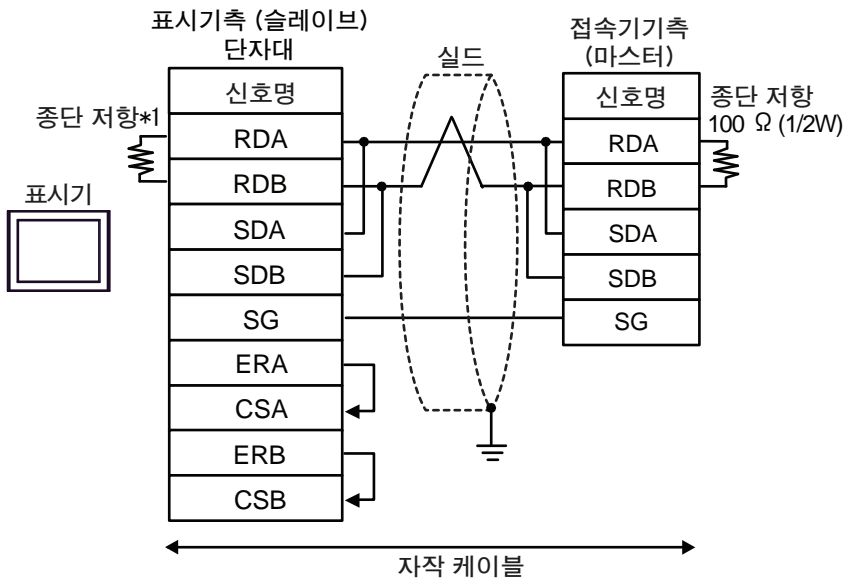 표시기측 (슬레이브)
단자대
접속기기측
(마스터)
실드
신호명
신호명
종단 저항*1
종단 저항
100 Ω (1/2W)
RDA
RDA
RDB
RDB
표시기
SDA
SDA
SDB
SDB
SG
SG
ERA
CSA
ERB
CSB
자작 케이블